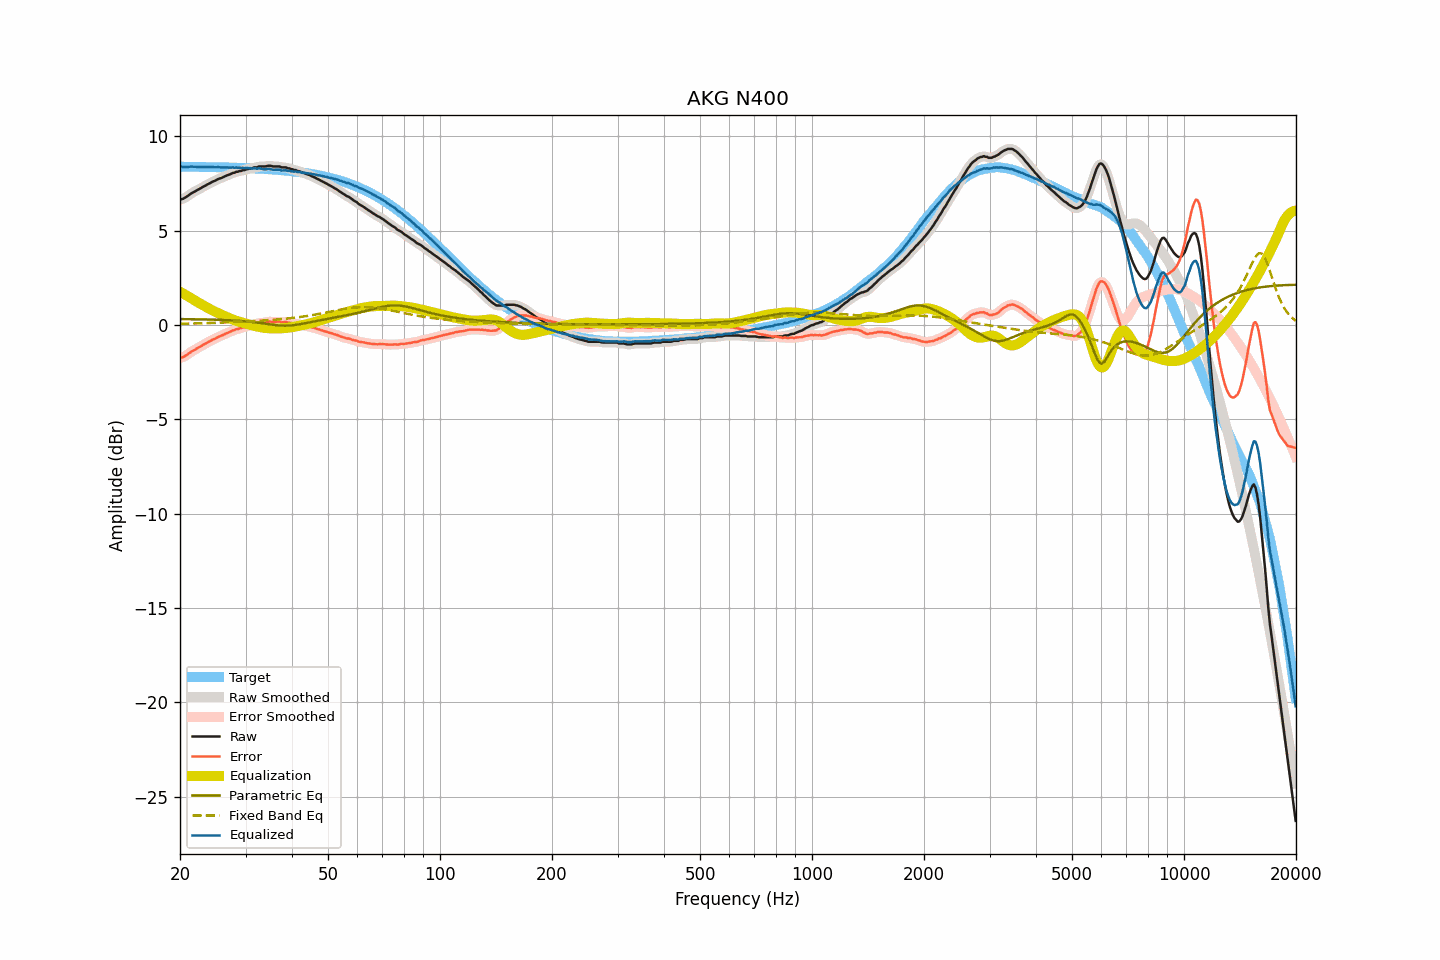 AKG N400
10
5
0
−5
−10
−15
−20
−25
Amplitude (dBr)
Target
Raw Smoothed
Error Smoothed
Raw
Error
Equalization
Parametric Eq
Fixed Band Eq
Equalized
20 50 100 200 500 1000 2000 5000 10000 20000
Frequency (Hz)